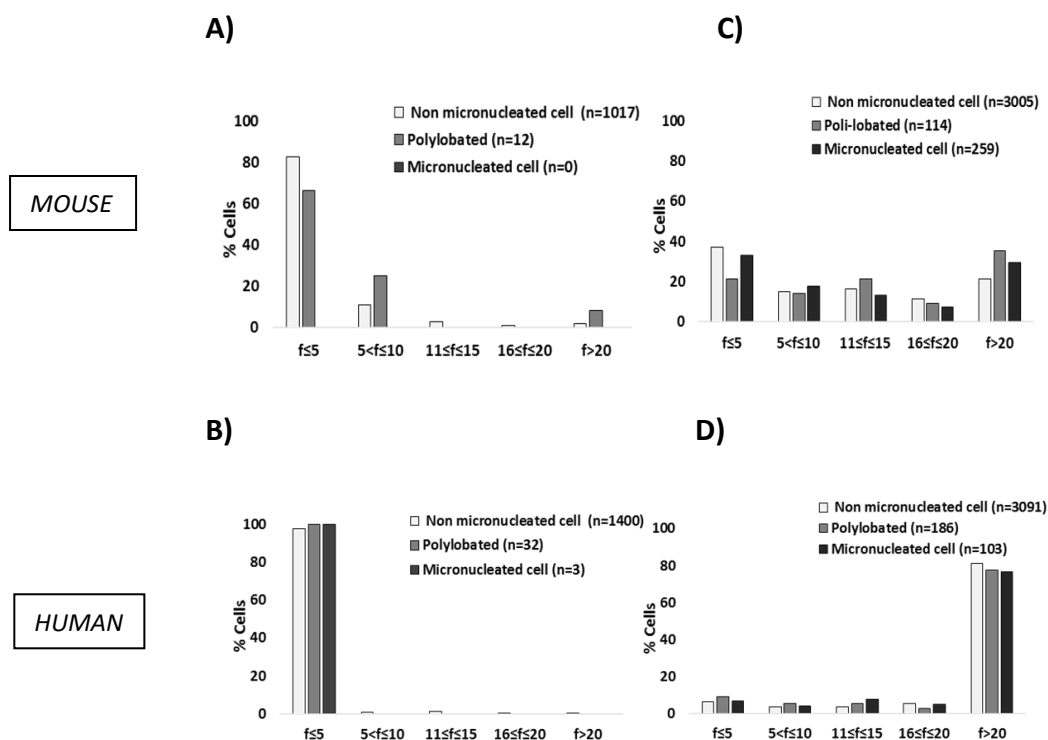 A)
Non micronucleated cell (n=1017)
Polylobated (n=12)
Micronucleated cell (n=0)
100
80
60
40
20
0
% Cells
f≤5 5<f≤10 11≤f≤15 16≤f≤20 f>20
C)
Non micronucleated cell (n=3005)
Poli-lobated (n=114)
Micronucleated cell (n=259)
100
80
60
40
20
0
% Cells
f≤5 5<f≤10 11≤f≤15 16≤f≤20 f>20
MOUSE
B)
Non micronucleated cell (n=1400)
Polylobated (n=32)
Micronucleated cell (n=3)
100
80
60
40
20
0
% Cells
f≤5 5<f≤10 11≤f≤15 16≤f≤20 f>20
D)
Non micronucleated cell (n=3091)
Polylobated (n=186)
Micronucleated cell (n=103)
100
80
60
40
20
0
% Cells
f≤5 5<f≤10 11≤f≤15 16≤f≤20 f>20
HUMAN